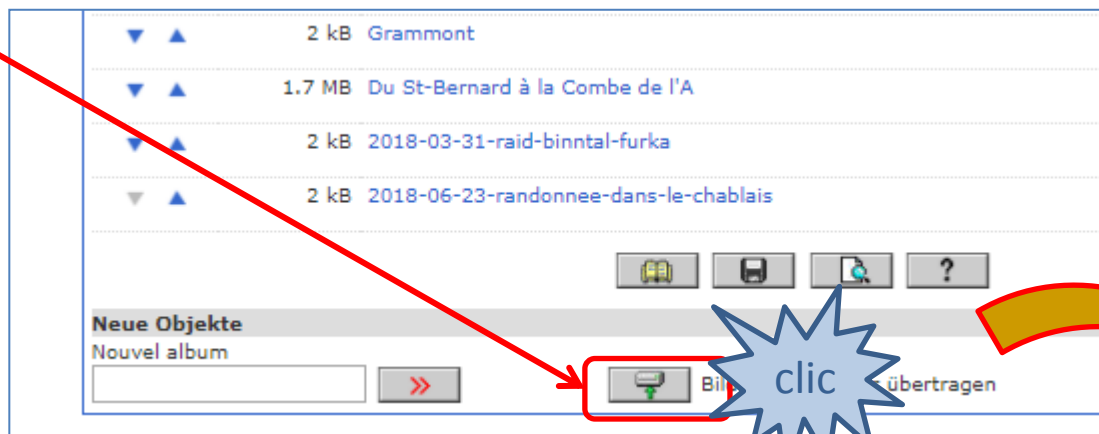 2 kB Grammont
1.7 MB Du St-Bernard à la Combe de l'A
2 kB 2018-03-31-raid-binntal-furka
2 kB 2018-06-23-randonnee-dans-le-chablais
?
Neue Objekte
Nouvel album
>> clic übertragen